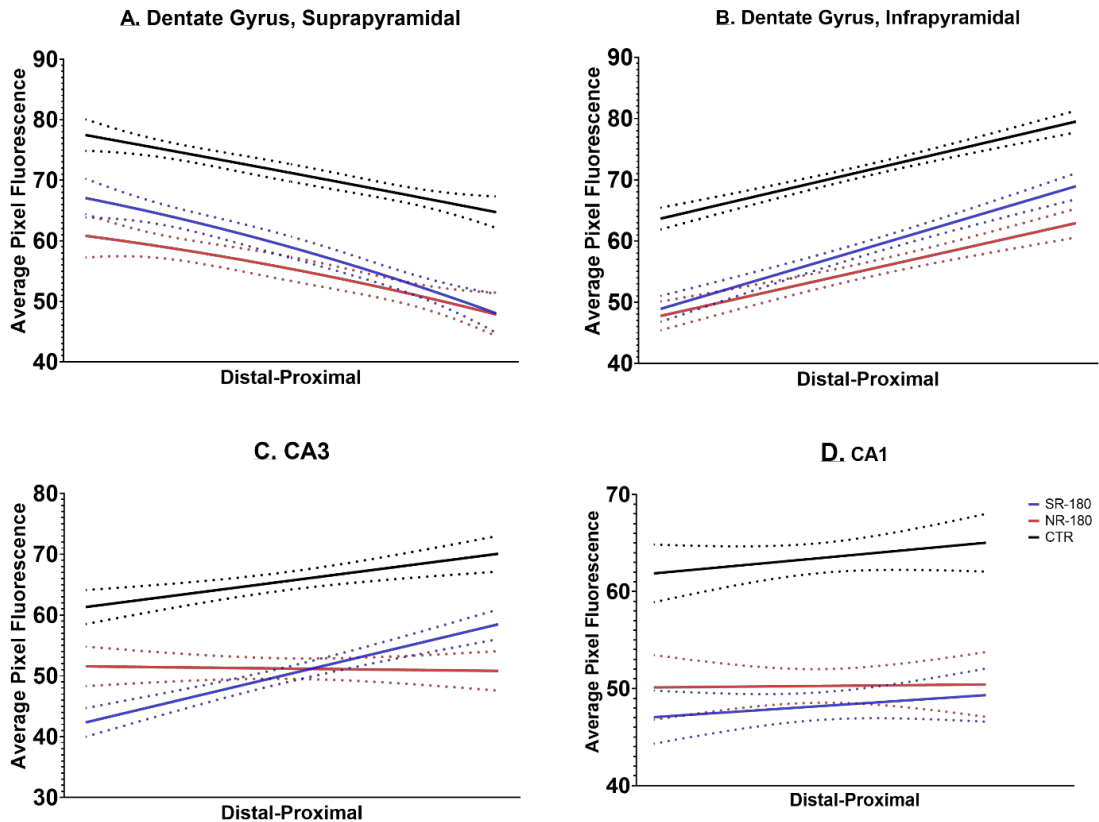 A. Dentate Gyrus, Suprapyramidal
Average Pixel Fluorescence
90
80
70
60
50
40
Distal-Proximal
B. Dentate Gyrus, Infrapyramidal
Average Pixel Fluorescence
90
80
70
60
50
40
Distal-Proximal
C. CA3
Average Pixel Fluorescence
80
70
60
50
40
30
Distal-Proximal
D. CA1
Average Pixel Fluorescence
70
60
50
40
Distal-Proximal
SR-180
NR-180
CTR